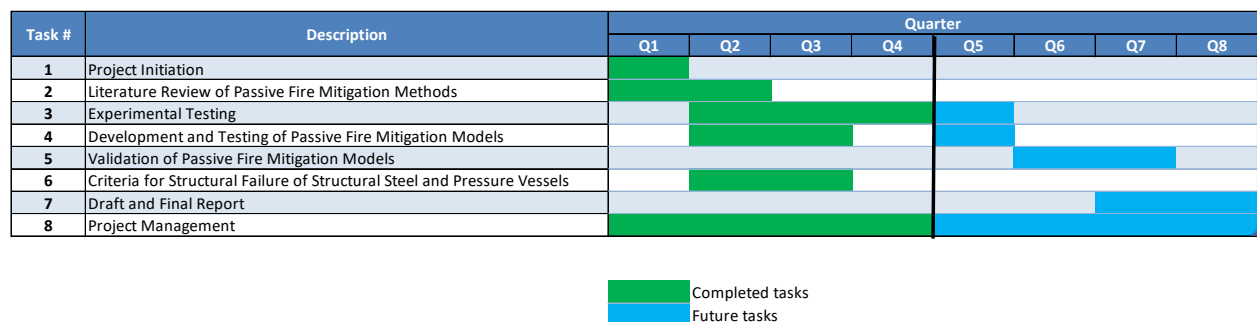 Task # Description Quarter
Q1 Q2 Q3 Q4 Q5 Q6 Q7 Q8
1 Project Initiation
2 Literature Review of Passive Fire Mitigation Methods
3 Experimental Testing
4 Development and Testing of Passive Fire Mitigation Models
5 Validation of Passive Fire Mitigation Models
6 Criteria for Structural Failure of Structural Steel and Pressure Vessels
7 Draft and Final Report
8 Project Management
Completed tasks
Future tasks